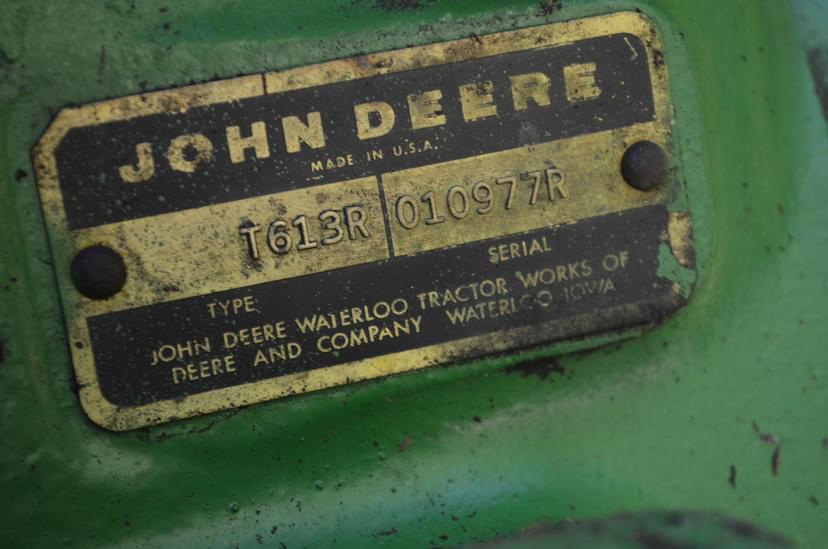 JOHN DEERE
MADE IN U.S.A.
T613R 010977R
TYPE SERIAL
JOHN DEERE WATERLOO TRACTOR WORKS OF
DEERE AND COMPANY WATERLOO IOWA